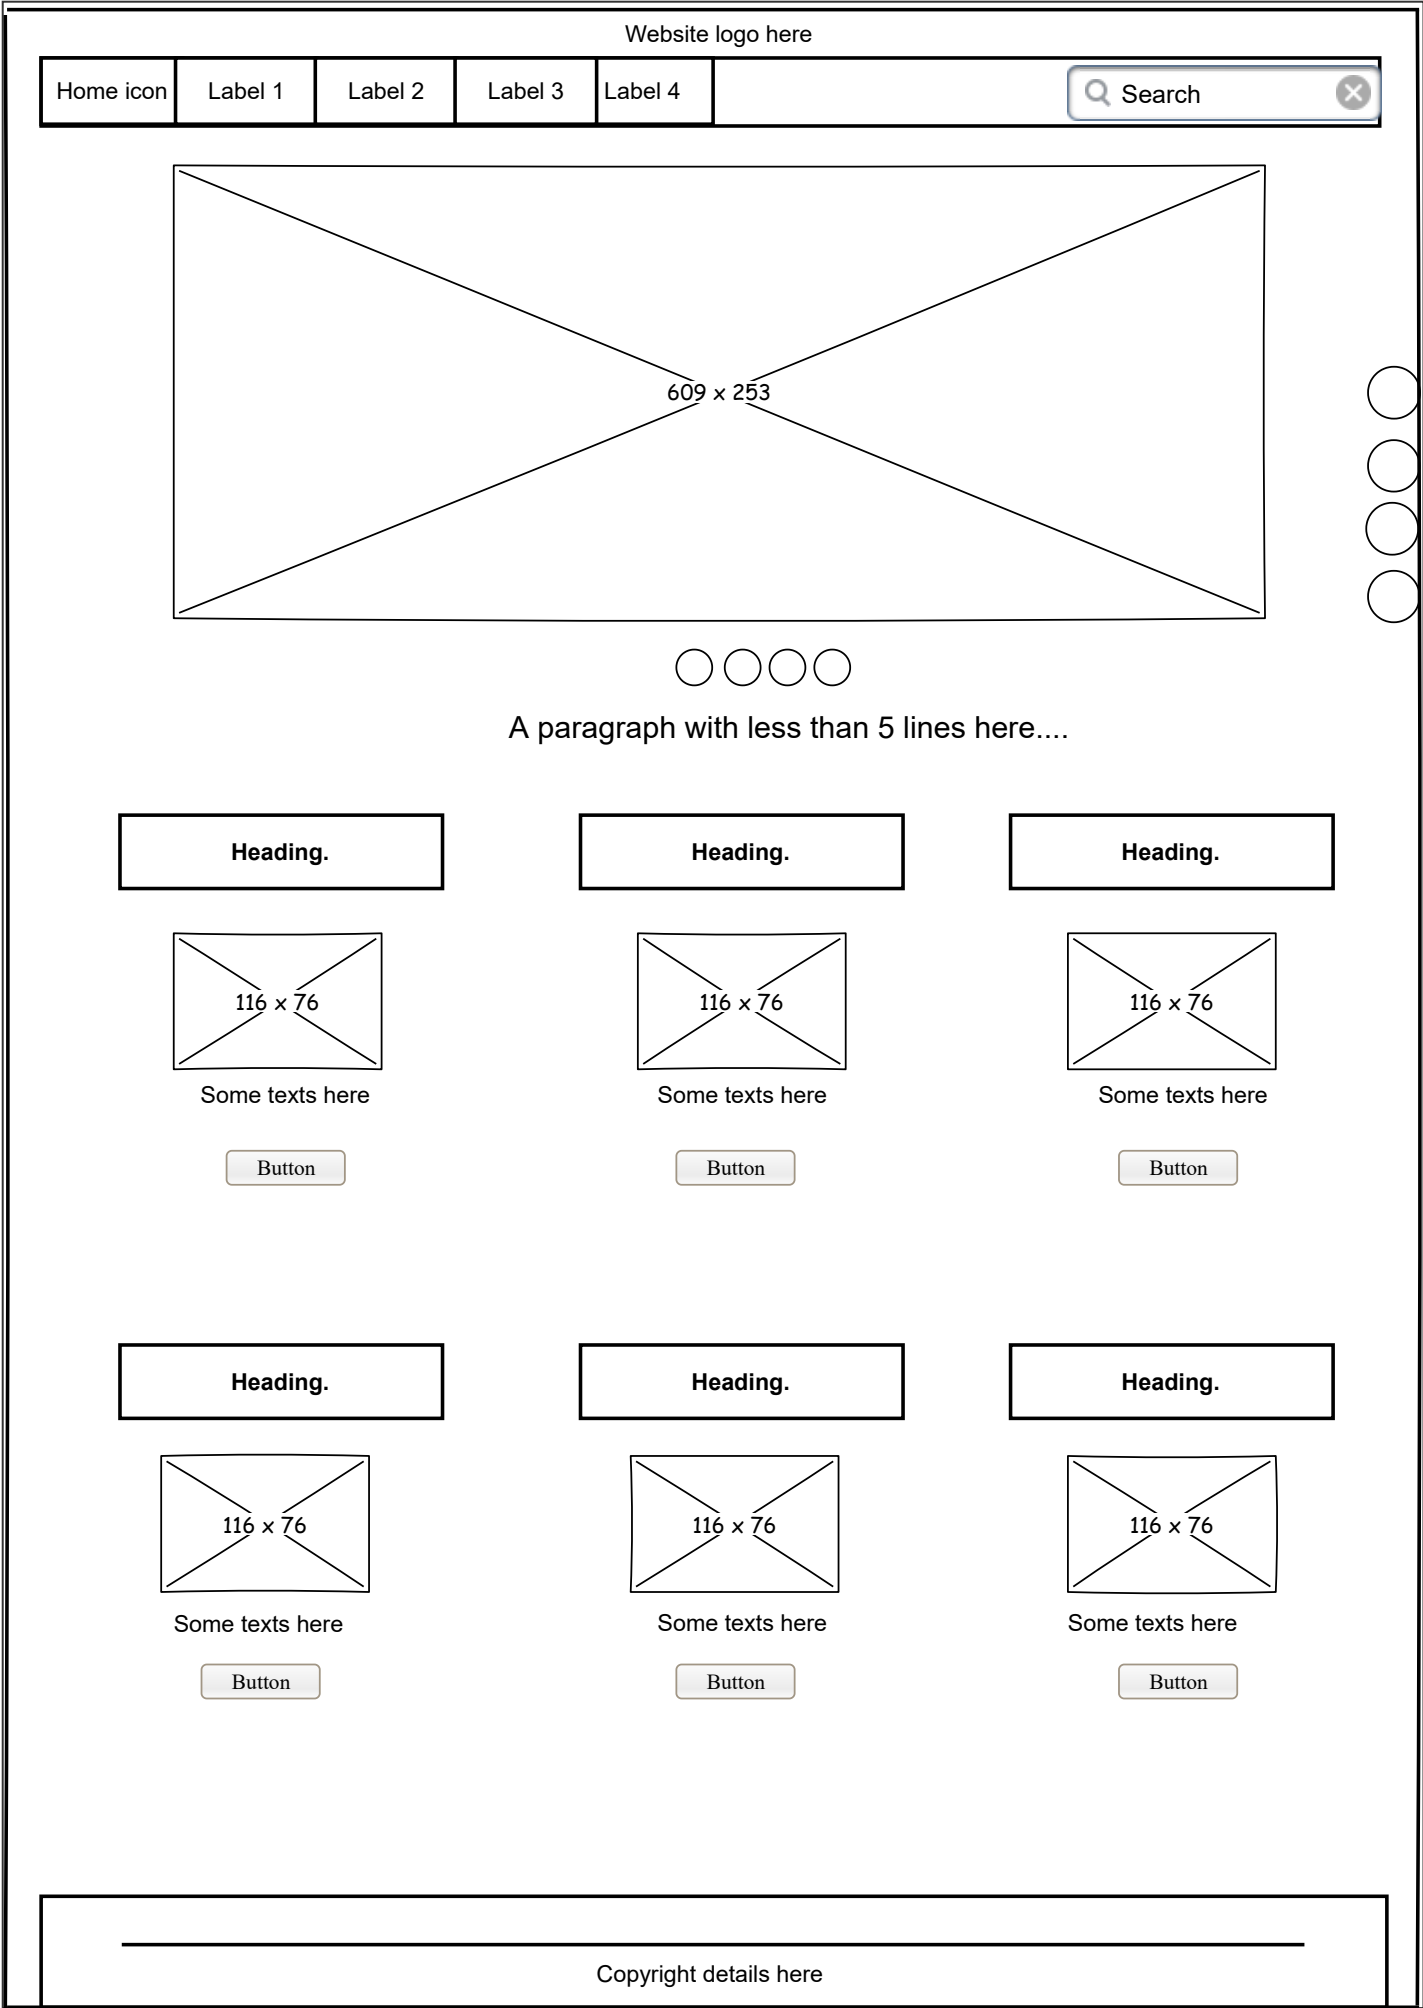 Website logo here
Home icon Label 1 Label 2 Label 3 Label 4 Search
609 x 253
A paragraph with less than 5 lines here....
Heading. Heading. Heading.
116 x 76 116 x 76 116 x 76
Some texts here Some texts here Some texts here
Button Button Button
Heading. Heading. Heading.
116 x 76 116 x 76 116 x 76
Some texts here Some texts here Some texts here
Button Button Button
Copyright details here